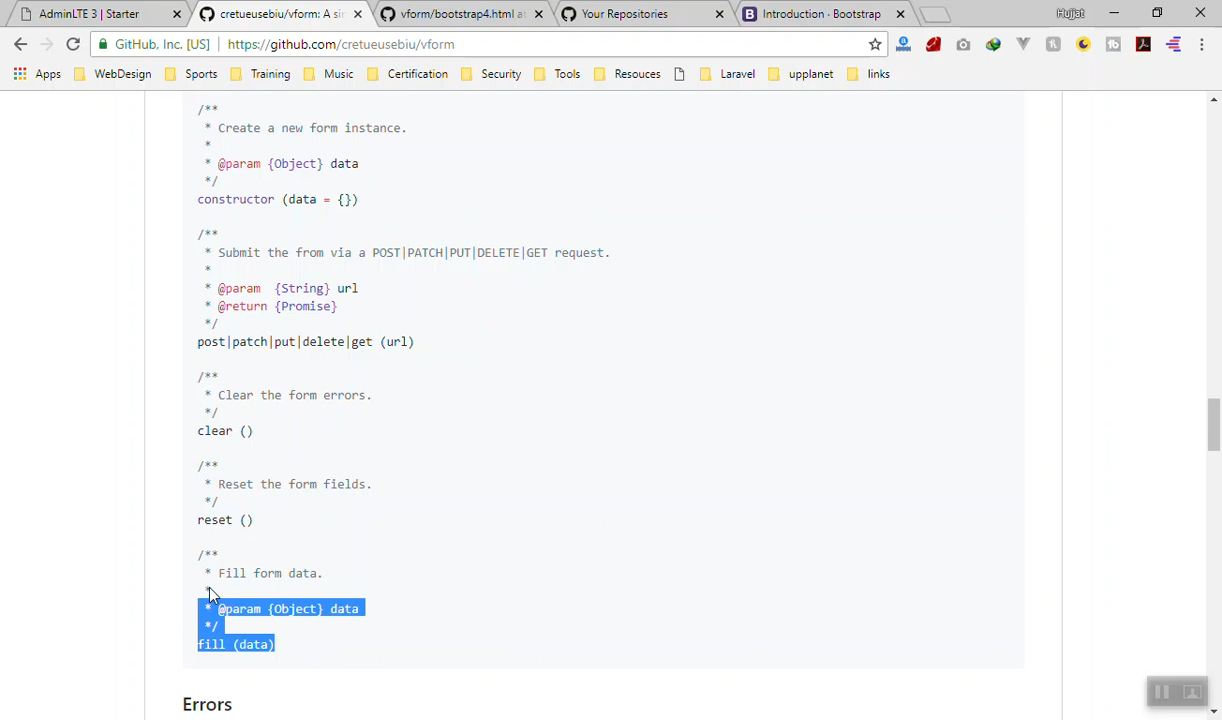 AdminLTE 3 | Starter
cretueusebiu/vform: A sir
vform/bootstrap4.html at
Your Repositories
Introduction · Bootstrap
Hujjat
GitHub, Inc. [US]
https://github.com/cretueusebiu/vform
Apps
WebDesign
Sports
Training
Music
Certification
Security
Tools
Resouces
Laravel
upplanet
links
/**
* Create a new form instance.
*
* @param {Object} data
*/
constructor (data = {})
/**
* Submit the from via a POST|PATCH|PUT|DELETE|GET request.
*
* @param  {String} url
* @return {Promise}
*/
post|patch|put|delete|get (url)
/**
* Clear the form errors.
*/
clear ()
/**
* Reset the form fields.
*/
reset ()
/**
* Fill form data.
*
* @param {Object} data
*/
fill (data)
Errors